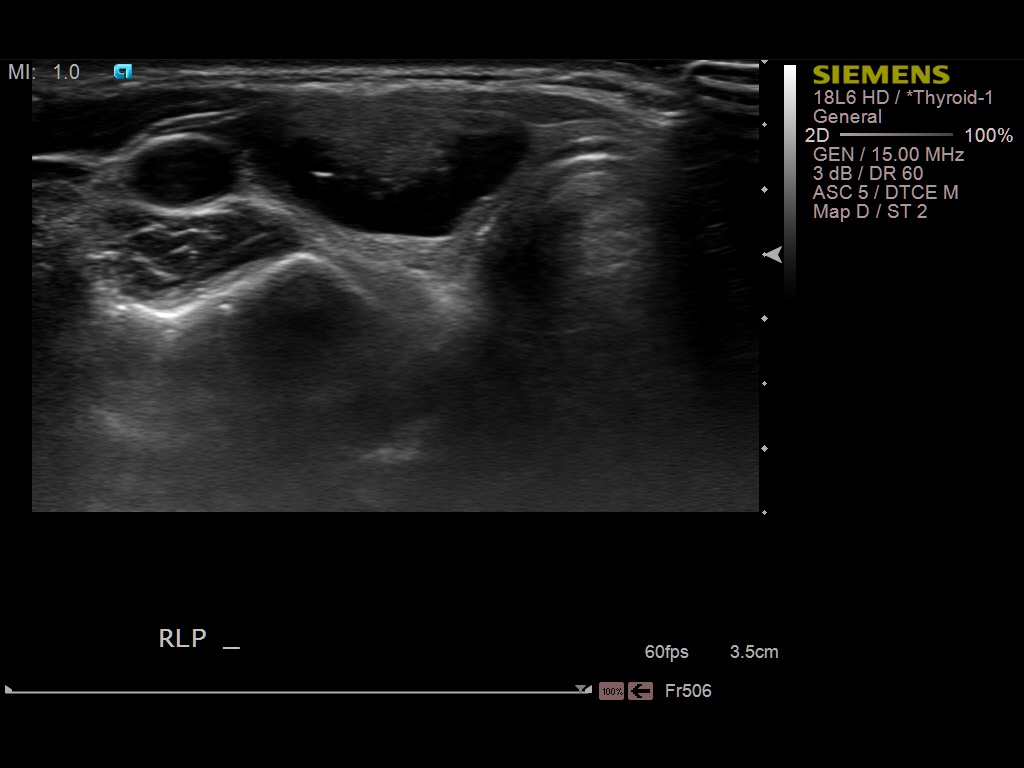 MI: 1.0
SIEMENS
18L6 HD / *Thyroid-1
General
2D 100%
GEN / 15.00 MHz
3 dB / DR 60
ASC 5 / DTCE M
Map D / ST 2
RLP _
60fps 3.5cm
100% Fr506